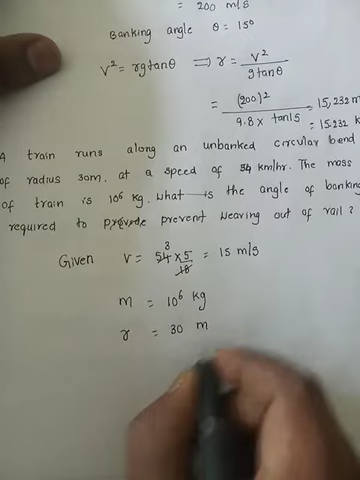 = 200 m/s
Banking angle θ = 15°
V² = rg tanθ ⟹ r = V² / g tanθ
= (200)² / 9.8 x tan15 = 15,232 m
= 15.232 k
A train runs along an unbanked circular bend
of radius 30m. at a speed of 54 km/hr. The mass
of train is 10⁶ kg. What is the angle of banking
required to prevent wearing out of rail?
Given V = 54 x 5 / 18 = 15 m/s
3
m = 10⁶ kg
r = 30 m